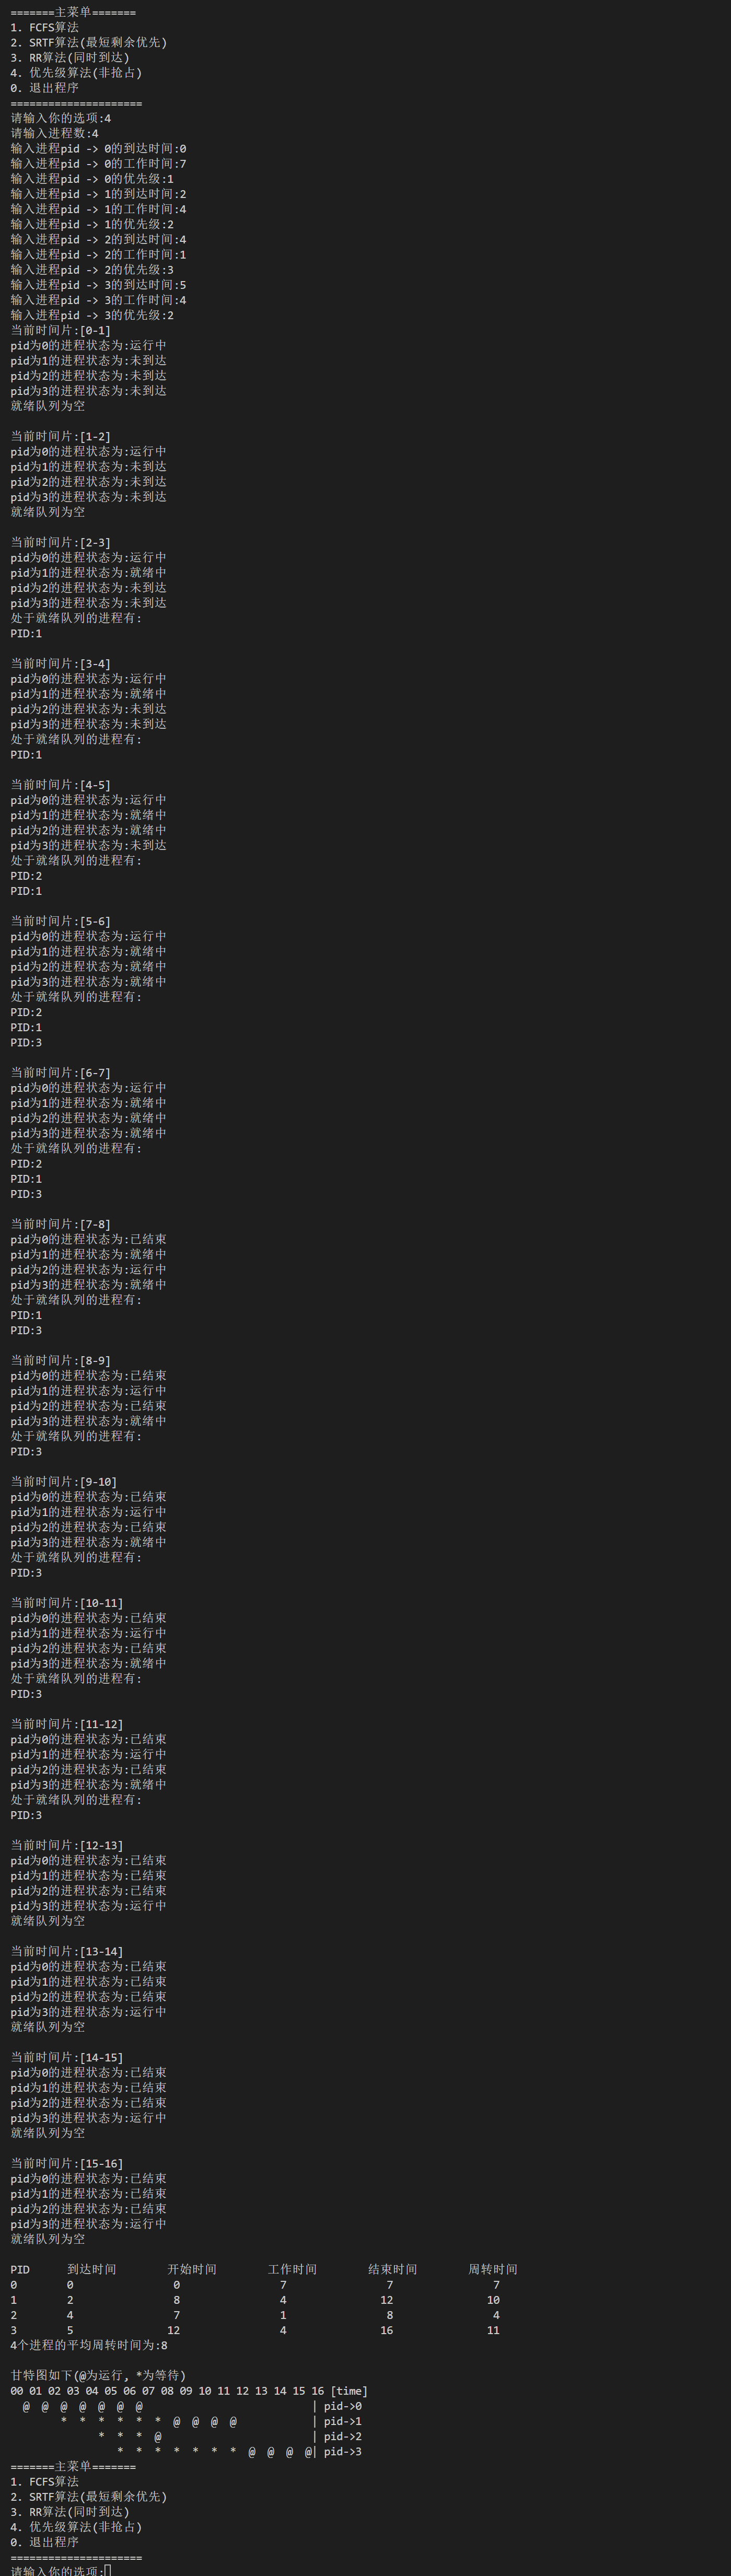 =======主菜单=======
1. FCFS算法
2. SRTF算法(最短剩余优先)
3. RR算法(同时到达)
4. 优先级算法(非抢占)
0. 退出程序
=====================
请输入你的选项:4
请输入进程数:4
输入进程pid -> 0的到达时间:0
输入进程pid -> 0的工作时间:7
输入进程pid -> 0的优先级:1
输入进程pid -> 1的到达时间:2
输入进程pid -> 1的工作时间:4
输入进程pid -> 1的优先级:2
输入进程pid -> 2的到达时间:4
输入进程pid -> 2的工作时间:1
输入进程pid -> 2的优先级:3
输入进程pid -> 3的到达时间:5
输入进程pid -> 3的工作时间:4
输入进程pid -> 3的优先级:2
当前时间片:[0-1]
pid为0的进程状态为:运行中
pid为1的进程状态为:未到达
pid为2的进程状态为:未到达
pid为3的进程状态为:未到达
就绪队列为空

当前时间片:[1-2]
pid为0的进程状态为:运行中
pid为1的进程状态为:未到达
pid为2的进程状态为:未到达
pid为3的进程状态为:未到达
就绪队列为空

当前时间片:[2-3]
pid为0的进程状态为:运行中
pid为1的进程状态为:就绪中
pid为2的进程状态为:未到达
pid为3的进程状态为:未到达
处于就绪队列的进程有:
PID:1

当前时间片:[3-4]
pid为0的进程状态为:运行中
pid为1的进程状态为:就绪中
pid为2的进程状态为:未到达
pid为3的进程状态为:未到达
处于就绪队列的进程有:
PID:1

当前时间片:[4-5]
pid为0的进程状态为:运行中
pid为1的进程状态为:就绪中
pid为2的进程状态为:就绪中
pid为3的进程状态为:未到达
处于就绪队列的进程有:
PID:2
PID:1

当前时间片:[5-6]
pid为0的进程状态为:运行中
pid为1的进程状态为:就绪中
pid为2的进程状态为:就绪中
pid为3的进程状态为:就绪中
处于就绪队列的进程有:
PID:2
PID:1
PID:3

当前时间片:[6-7]
pid为0的进程状态为:运行中
pid为1的进程状态为:就绪中
pid为2的进程状态为:就绪中
pid为3的进程状态为:就绪中
处于就绪队列的进程有:
PID:2
PID:1
PID:3

当前时间片:[7-8]
pid为0的进程状态为:已结束
pid为1的进程状态为:就绪中
pid为2的进程状态为:运行中
pid为3的进程状态为:就绪中
处于就绪队列的进程有:
PID:1
PID:3

当前时间片:[8-9]
pid为0的进程状态为:已结束
pid为1的进程状态为:运行中
pid为2的进程状态为:已结束
pid为3的进程状态为:就绪中
处于就绪队列的进程有:
PID:3

当前时间片:[9-10]
pid为0的进程状态为:已结束
pid为1的进程状态为:运行中
pid为2的进程状态为:已结束
pid为3的进程状态为:就绪中
处于就绪队列的进程有:
PID:3

当前时间片:[10-11]
pid为0的进程状态为:已结束
pid为1的进程状态为:运行中
pid为2的进程状态为:已结束
pid为3的进程状态为:就绪中
处于就绪队列的进程有:
PID:3

当前时间片:[11-12]
pid为0的进程状态为:已结束
pid为1的进程状态为:运行中
pid为2的进程状态为:已结束
pid为3的进程状态为:就绪中
处于就绪队列的进程有:
PID:3

当前时间片:[12-13]
pid为0的进程状态为:已结束
pid为1的进程状态为:已结束
pid为2的进程状态为:已结束
pid为3的进程状态为:运行中
就绪队列为空

当前时间片:[13-14]
pid为0的进程状态为:已结束
pid为1的进程状态为:已结束
pid为2的进程状态为:已结束
pid为3的进程状态为:运行中
就绪队列为空

当前时间片:[14-15]
pid为0的进程状态为:已结束
pid为1的进程状态为:已结束
pid为2的进程状态为:已结束
pid为3的进程状态为:运行中
就绪队列为空

当前时间片:[15-16]
pid为0的进程状态为:已结束
pid为1的进程状态为:已结束
pid为2的进程状态为:已结束
pid为3的进程状态为:运行中
就绪队列为空

PID 到达时间 开始时间 工作时间 结束时间 周转时间
0 0 0 7 7 7
1 2 8 4 12 10
2 4 7 1 8 4
3 5 12 4 16 11
4个进程的平均周转时间为:8

甘特图如下(@为运行, *为等待)
00 01 02 03 04 05 06 07 08 09 10 11 12 13 14 15 16 [time]
  @  @  @  @  @  @  @                           | pid->0
        *  *  *  *  *  *  @  @  @  @            | pid->1
              *  *  *  @                        | pid->2
                 *  *  *  *  *  *  *  @  @  @  @| pid->3
=======主菜单=======
1. FCFS算法
2. SRTF算法(最短剩余优先)
3. RR算法(同时到达)
4. 优先级算法(非抢占)
0. 退出程序
=====================
请输入你的选项: